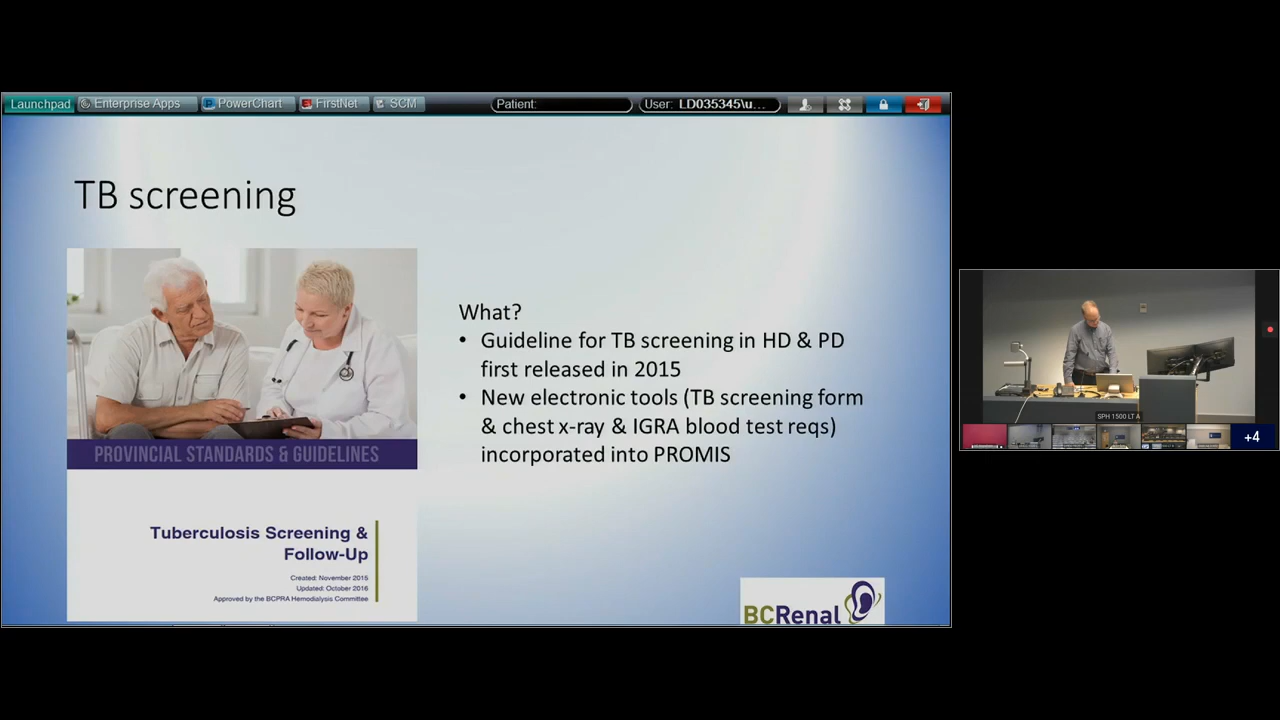 Launchpad Enterprise Apps PowerChart FirstNet SCM Patient: User: LD035345\u...
TB screening
What?
• Guideline for TB screening in HD & PD
first released in 2015
• New electronic tools (TB screening form
& chest x-ray & IGRA blood test reqs)
incorporated into PROMIS
PROVINCIAL STANDARDS & GUIDELINES
Tuberculosis Screening &
Follow-Up
Created: November 2015
Updated: October 2016
Approved by the BCPRA Hemodialysis Committee
BCRenal
SPH 1500 LT A
+4